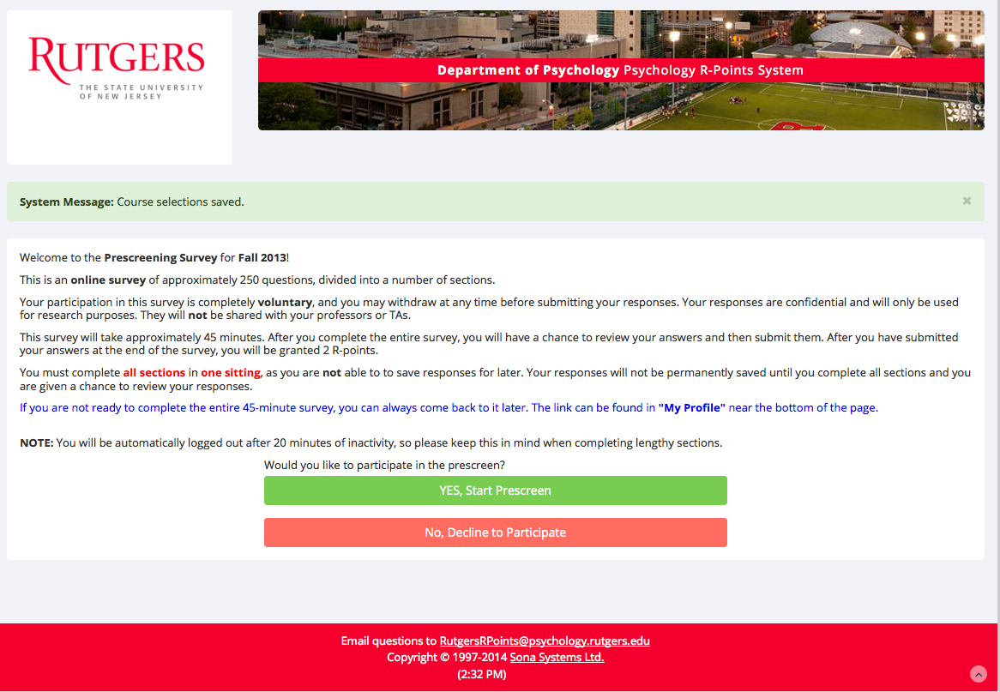 RUTGERS
THE STATE UNIVERSITY
OF NEW JERSEY
Department of Psychology Psychology R-Points System
System Message: Course selections saved.
Welcome to the Prescreening Survey for Fall 2013!
This is an online survey of approximately 250 questions, divided into a number of sections.
Your participation in this survey is completely voluntary, and you may withdraw at any time before submitting your responses. Your responses are confidential and will only be used
for research purposes. They will not be shared with your professors or TAs.
This survey will take approximately 45 minutes. After you complete the entire survey, you will have a chance to review your answers and then submit them. After you have submitted
your answers at the end of the survey, you will be granted 2 R-points.
You must complete all sections in one sitting, as you are not able to to save responses for later. Your responses will not be permanently saved until you complete all sections and you
are given a chance to review your responses.
If you are not ready to complete the entire 45-minute survey, you can always come back to it later. The link can be found in "My Profile" near the bottom of the page.
NOTE: You will be automatically logged out after 20 minutes of inactivity, so please keep this in mind when completing lengthy sections.
Would you like to participate in the prescreen?
YES, Start Prescreen
No, Decline to Participate
Email questions to RutgersRPoints@psychology.rutgers.edu
Copyright © 1997-2014 Sona Systems Ltd.
(2:32 PM)